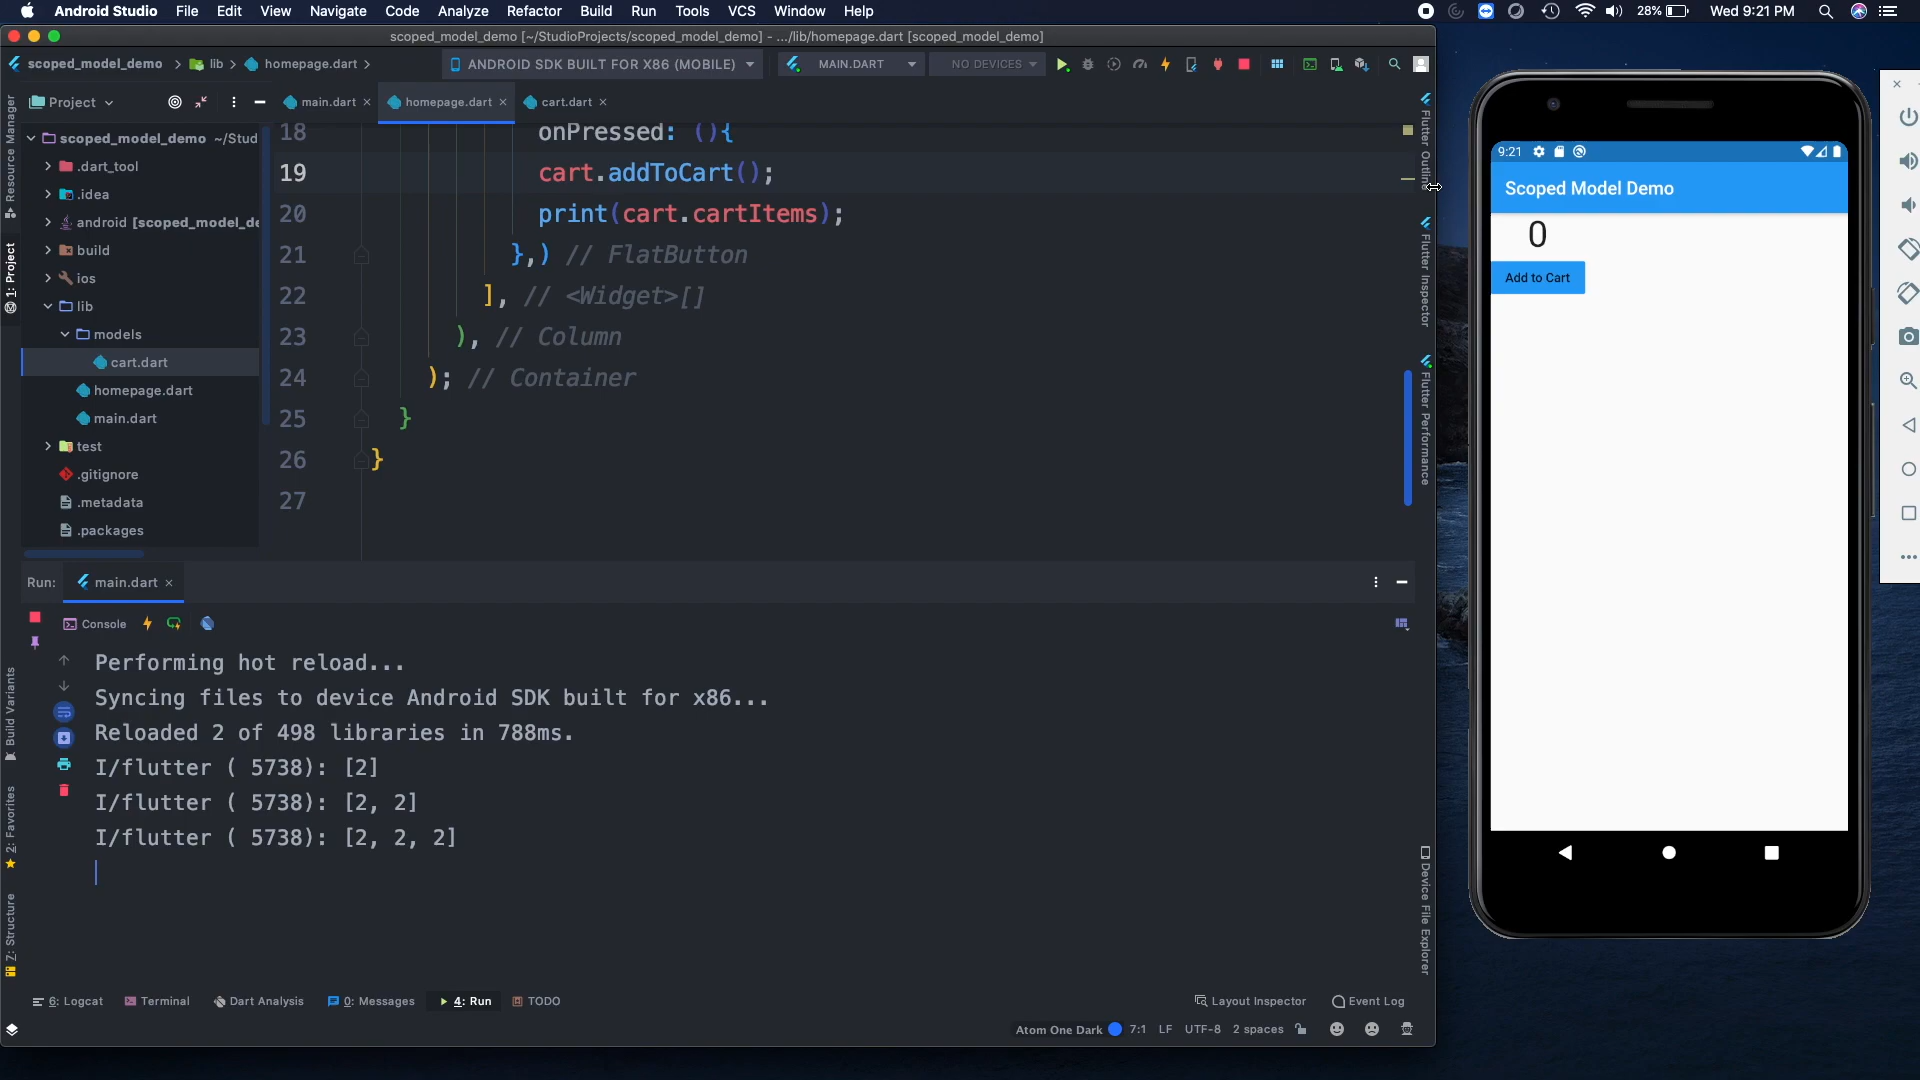 Android Studio File Edit View Navigate Code Analyze Refactor Build Run Tools VCS Window Help 28% Wed 9:21 PM
scoped_model_demo [~/StudioProjects/scoped_model_demo] - .../lib/homepage.dart [scoped_model_demo]
scoped_model_demo lib homepage.dart ANDROID SDK BUILT FOR X86 (MOBILE) MAIN.DART NO DEVICES
Project main.dart homepage.dart cart.dart
Resource Manager
1: Project
Build Variants
2: Favorites
Z: Structure
scoped_model_demo ~/Stud
.dart_tool
.idea
android [scoped_model_de
build
ios
lib
models
cart.dart
homepage.dart
main.dart
test
.gitignore
.metadata
.packages
18 onPressed: (){
19 cart.addToCart();
20 print(cart.cartItems);
21 },) // FlatButton
22 ], // <Widget>[]
23 ), // Column
24 ); // Container
25 }
26 }
27
Flutter Outline
Flutter Inspector
Flutter Performance
Device File Explorer
Run: main.dart
Console
Performing hot reload...
Syncing files to device Android SDK built for x86...
Reloaded 2 of 498 libraries in 788ms.
I/flutter ( 5738): [2]
I/flutter ( 5738): [2, 2]
I/flutter ( 5738): [2, 2, 2]
6: Logcat Terminal Dart Analysis 0: Messages 4: Run TODO Layout Inspector Event Log
Atom One Dark 7:1 LF UTF-8 2 spaces
9:21
Scoped Model Demo
0
Add to Cart